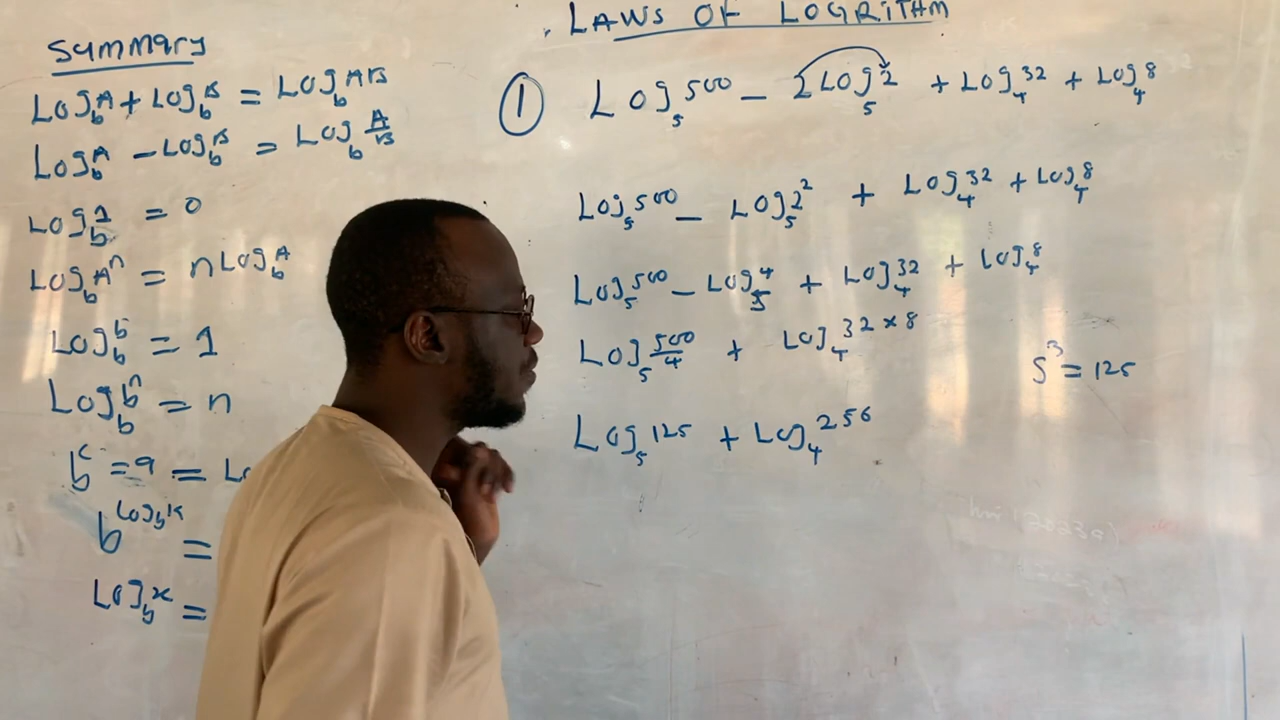 Summary
Log_b^A + Log_b^B = Log_b^AB
Log_b^A - Log_b^B = Log_b^A/B
Log_b^1 = 0
Log_b^A^n = n Log_b^A
Log_b^b = 1
Log_b^b^n = n
b^c = a = Lo
b^Log_b^k =
Log_b^x =
LAWS OF LOGRITHM
① Log_5^500 - 2Log_5^2 + Log_4^32 + Log_4^8
Log_5^500 - Log_5^2^2 + Log_4^32 + Log_4^8
Log_5^500 - Log_5^4 + Log_4^32 + Log_4^8
Log_5^500/4 + Log_4^32×8
5^3 = 125
Log_5^125 + Log_4^256